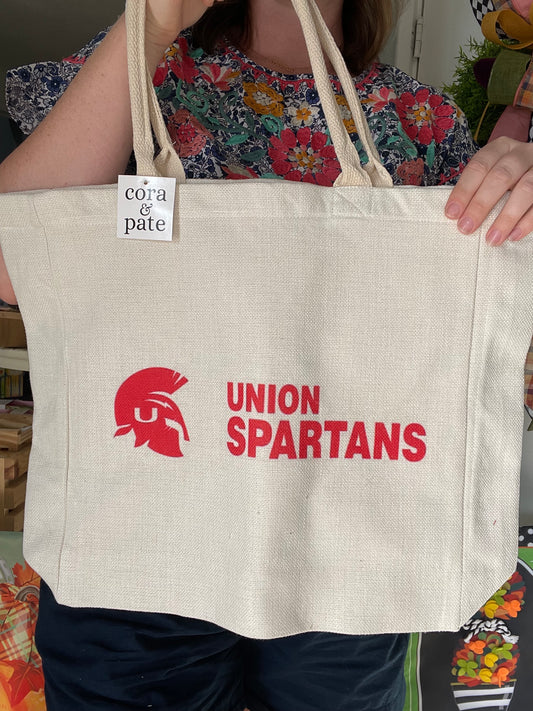 cora
&
pate
U
UNION
SPARTANS